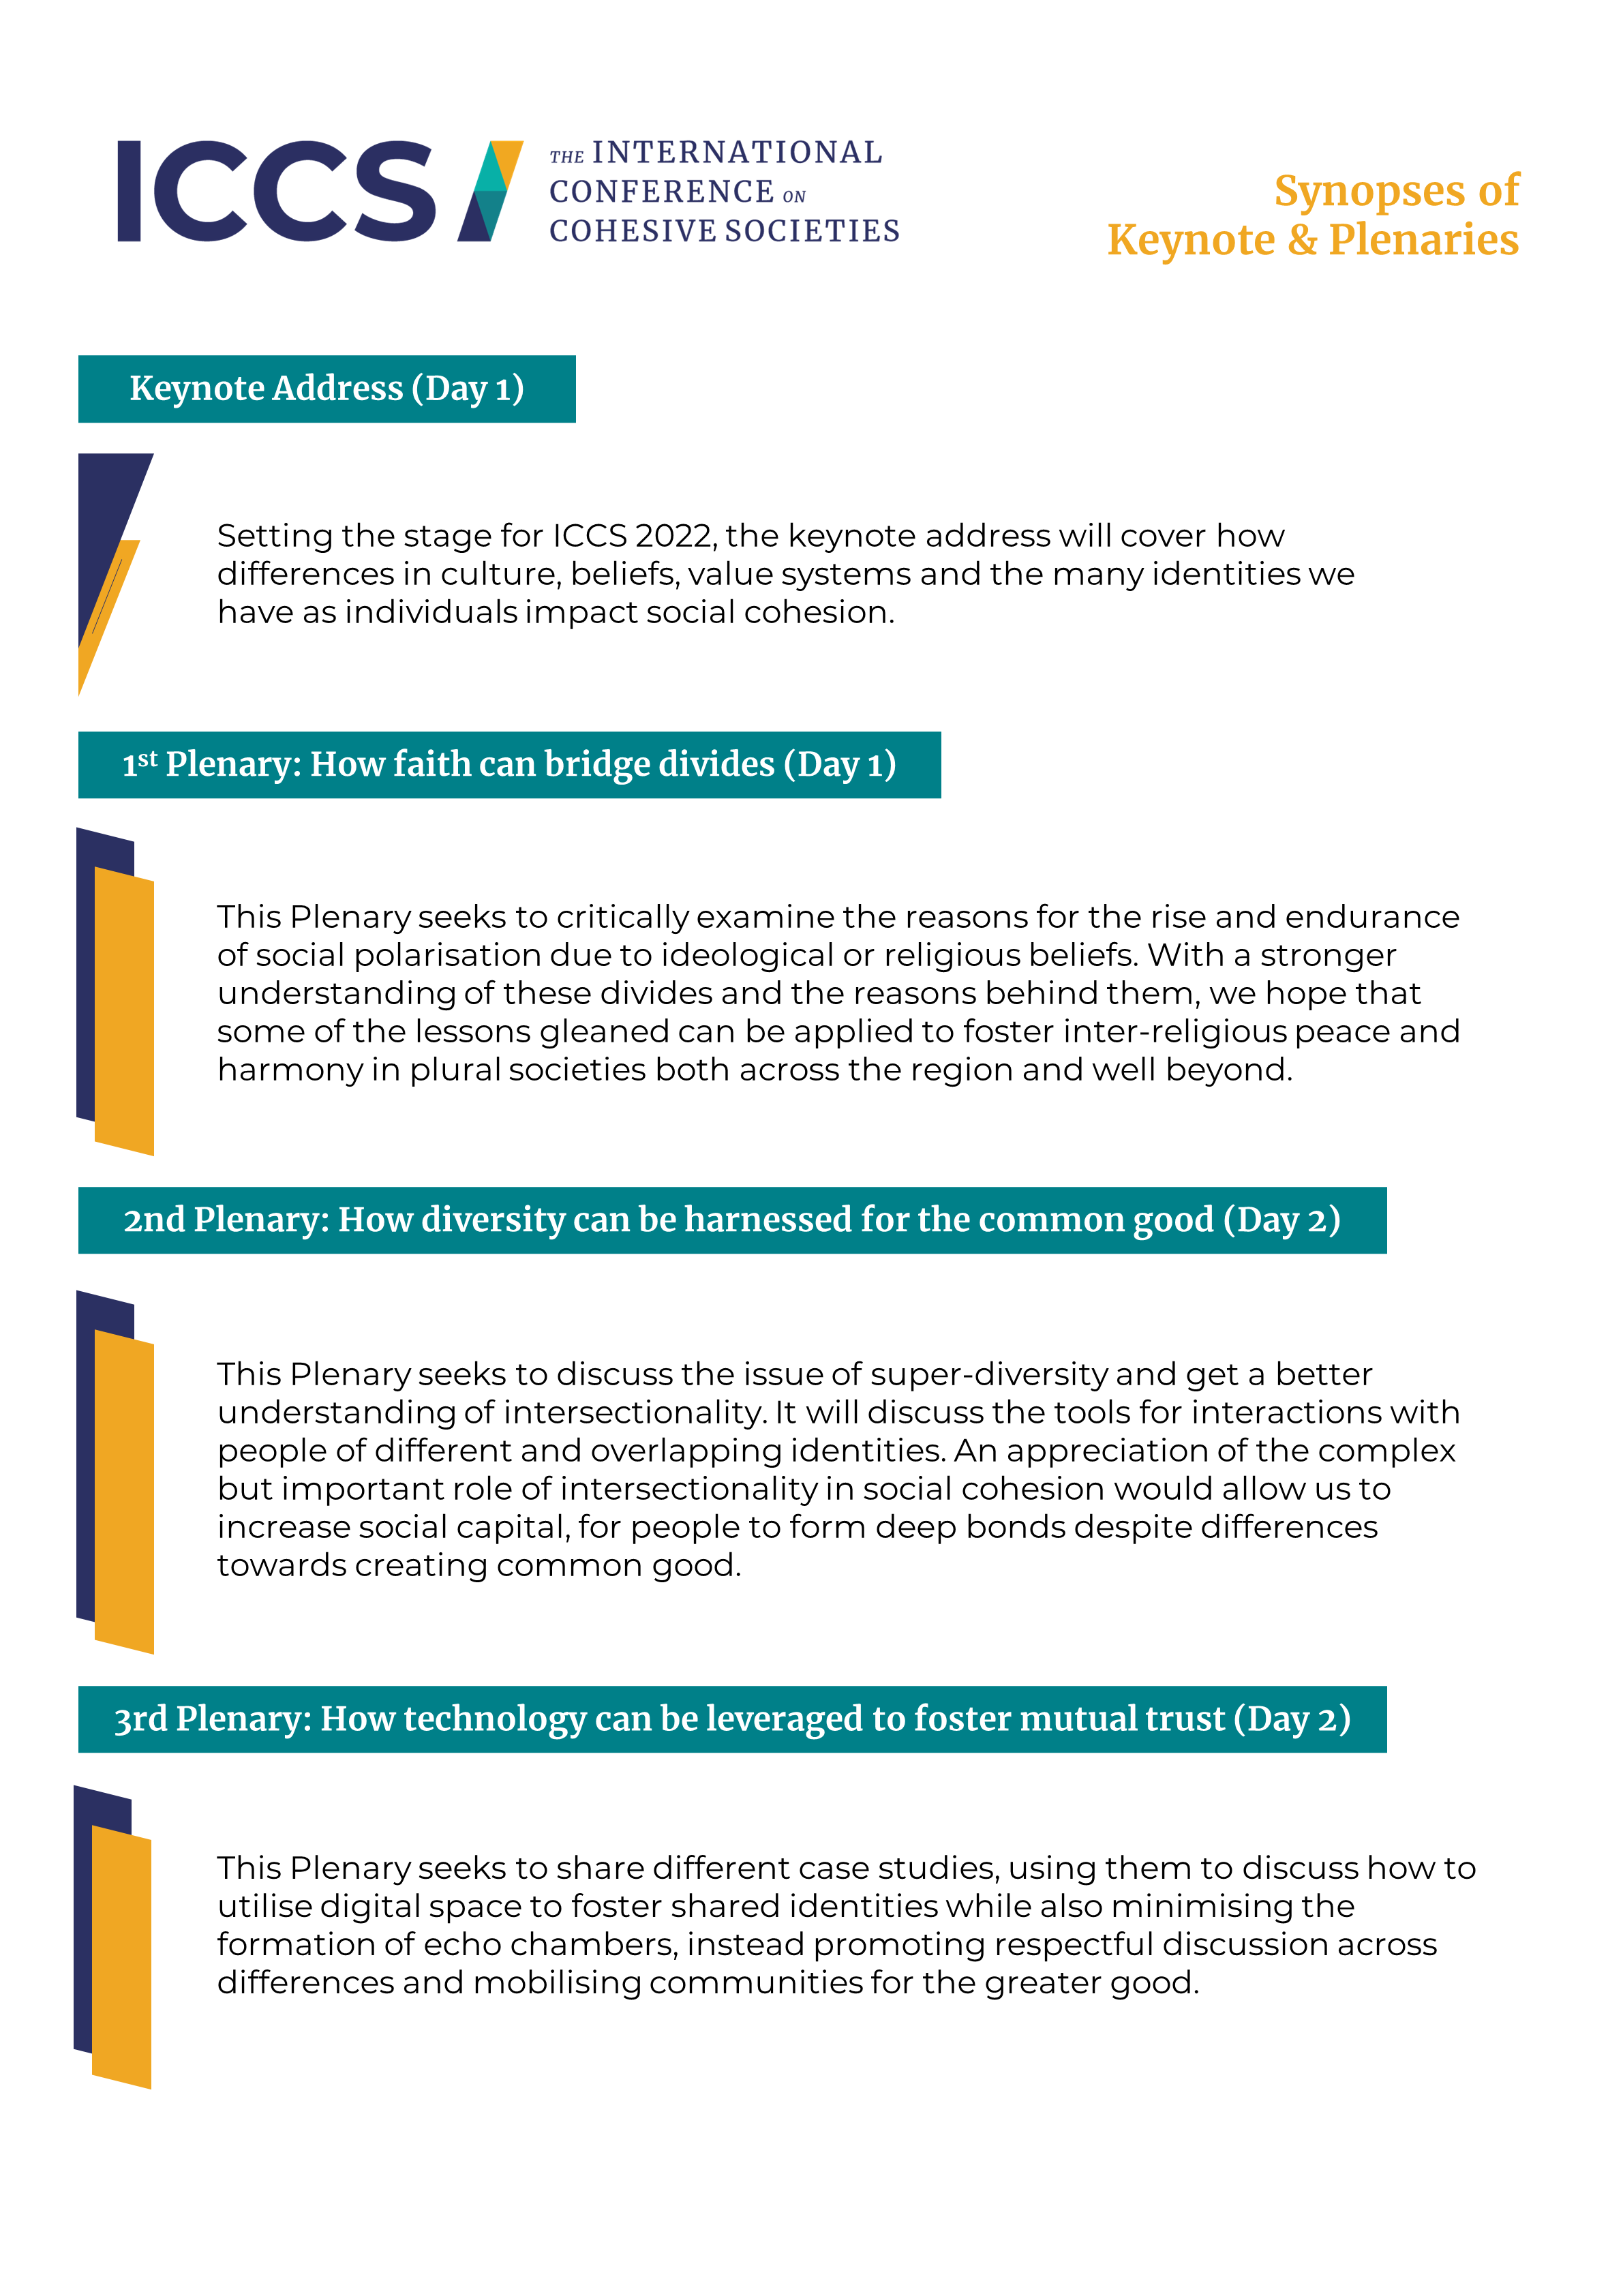 ICCS
THE INTERNATIONAL
CONFERENCE ON
COHESIVE SOCIETIES
Synopses of
Keynote & Plenaries
Keynote Address (Day 1)
Setting the stage for ICCS 2022, the keynote address will cover how
differences in culture, beliefs, value systems and the many identities we
have as individuals impact social cohesion.
1st Plenary: How faith can bridge divides (Day 1)
This Plenary seeks to critically examine the reasons for the rise and endurance
of social polarisation due to ideological or religious beliefs. With a stronger
understanding of these divides and the reasons behind them, we hope that
some of the lessons gleaned can be applied to foster inter-religious peace and
harmony in plural societies both across the region and well beyond.
2nd Plenary: How diversity can be harnessed for the common good (Day 2)
This Plenary seeks to discuss the issue of super-diversity and get a better
understanding of intersectionality. It will discuss the tools for interactions with
people of different and overlapping identities. An appreciation of the complex
but important role of intersectionality in social cohesion would allow us to
increase social capital, for people to form deep bonds despite differences
towards creating common good.
3rd Plenary: How technology can be leveraged to foster mutual trust (Day 2)
This Plenary seeks to share different case studies, using them to discuss how to
utilise digital space to foster shared identities while also minimising the
formation of echo chambers, instead promoting respectful discussion across
differences and mobilising communities for the greater good.